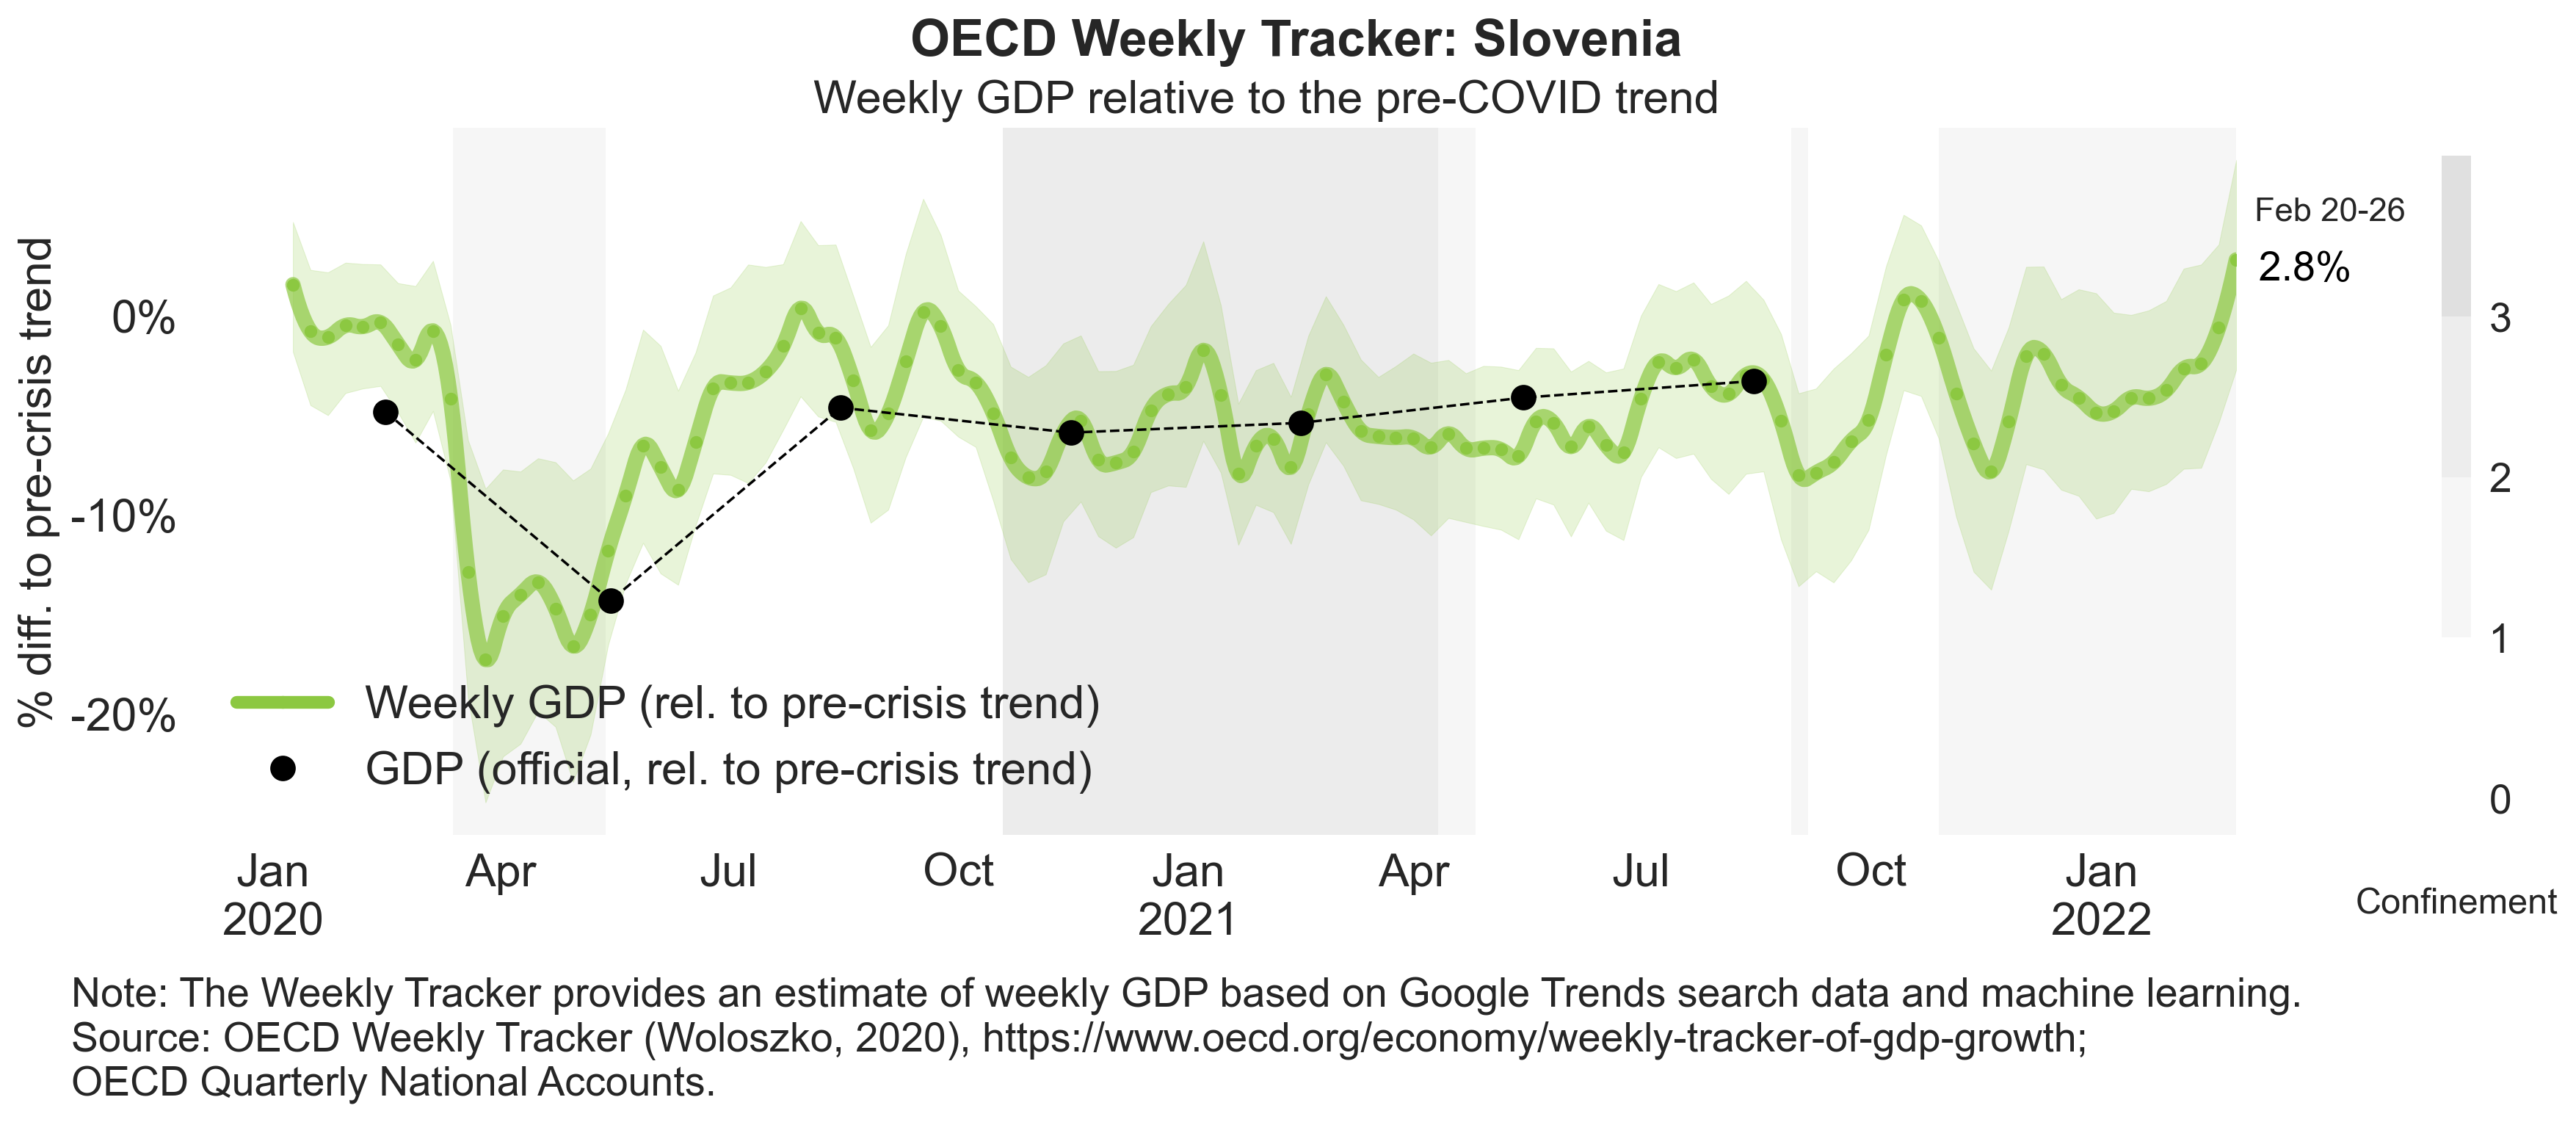 OECD Weekly Tracker: Slovenia
Weekly GDP relative to the pre-COVID trend
% diff. to pre-crisis trend
0%
-10%
-20%
Feb 20-26
2.8%
Weekly GDP (rel. to pre-crisis trend)
GDP (official, rel. to pre-crisis trend)
3
2
1
0
Confinement
Jan Apr Jul Oct Jan Apr Jul Oct Jan
2020 2021 2022
Note: The Weekly Tracker provides an estimate of weekly GDP based on Google Trends search data and machine learning.
Source: OECD Weekly Tracker (Woloszko, 2020), https://www.oecd.org/economy/weekly-tracker-of-gdp-growth;
OECD Quarterly National Accounts.